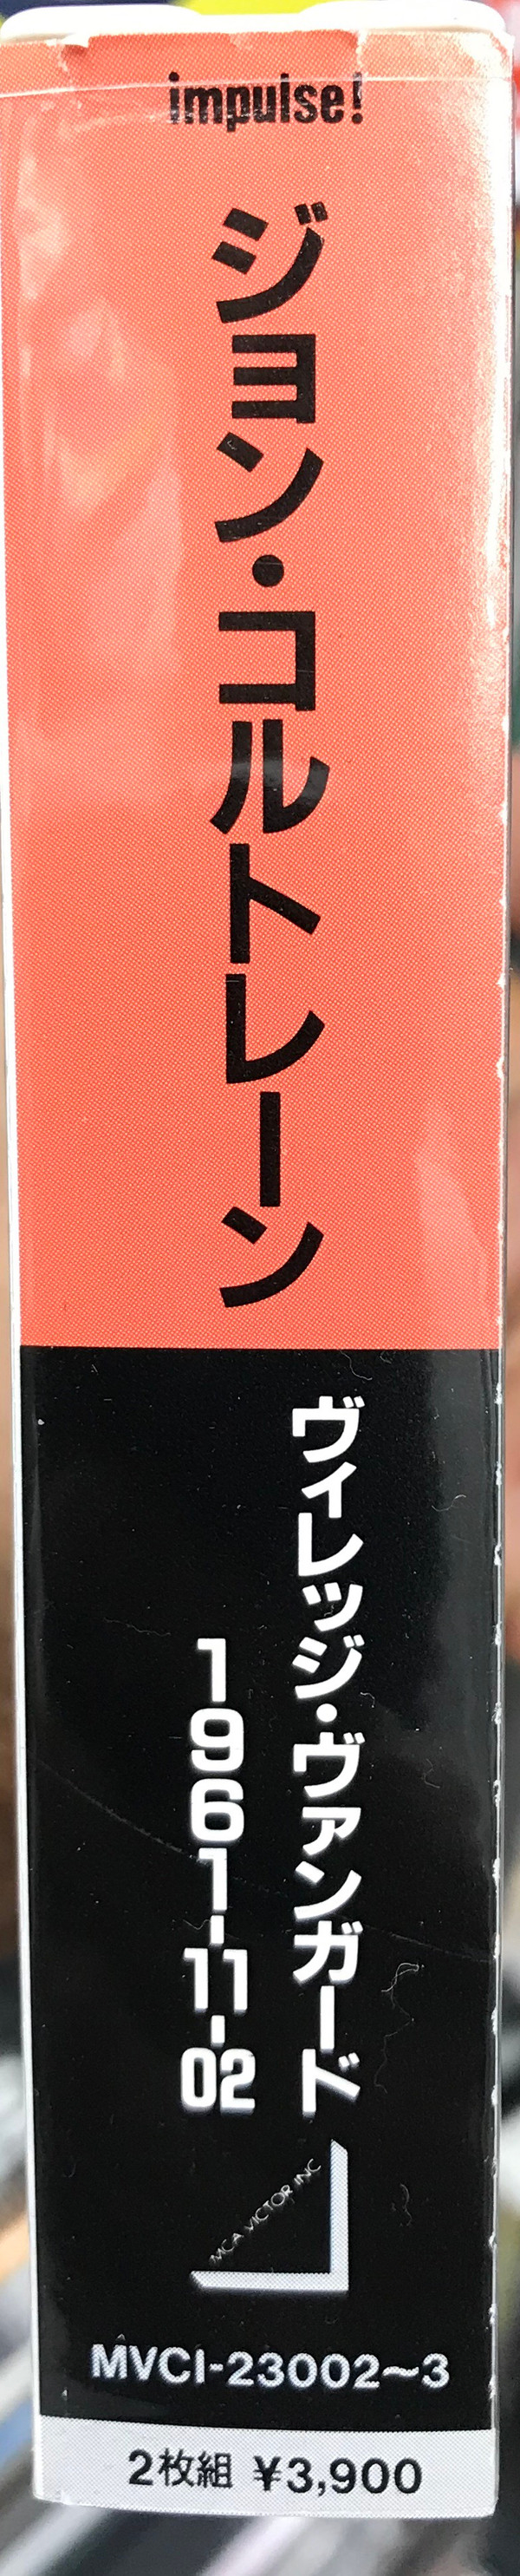 impulse!
ジョン・コルトレーン
ヴィレッジ・ヴァンガード
1961-11-02
MCA VICTOR INC
MVCI-23002～3
2枚組 ¥3,900